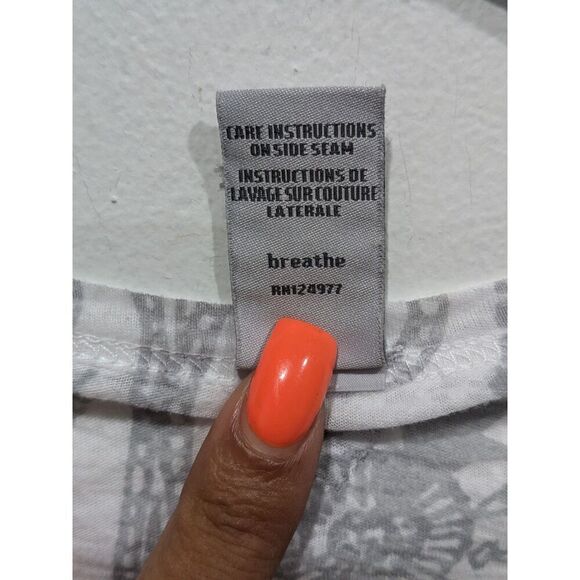 CARE INSTRUCTIONS
ON SIDE SEAM
INSTRUCTIONS DE
LAVAGE SUR COUTURE
LATERALE
breathe
RN124977